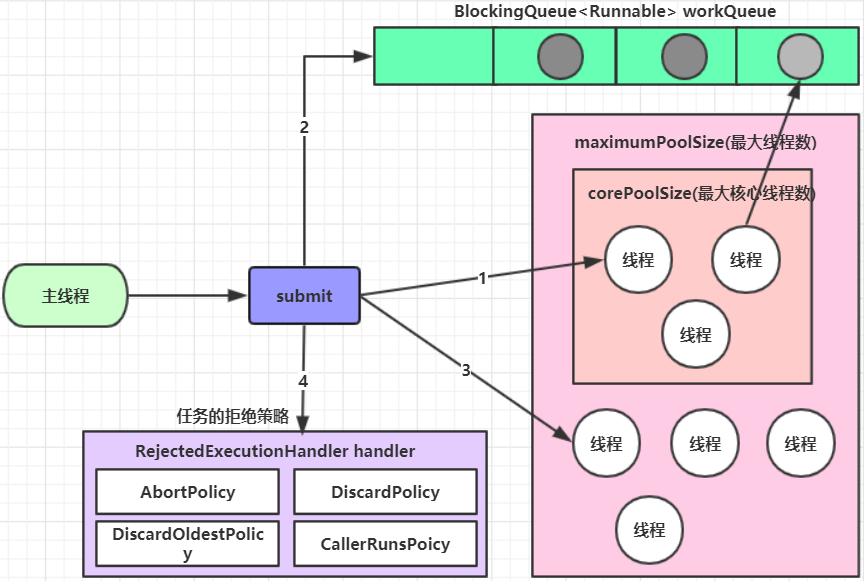 BlockingQueue<Runnable> workQueue
2
maximumPoolSize(最大线程数)
corePoolSize(最大核心线程数)
主线程
submit
1
线程
线程
线程
3
4
任务的拒绝策略
RejectedExecutionHandler handler
AbortPolicy
DiscardPolicy
DiscardOldestPolic
y
CallerRunsPoicy
线程
线程
线程
线程